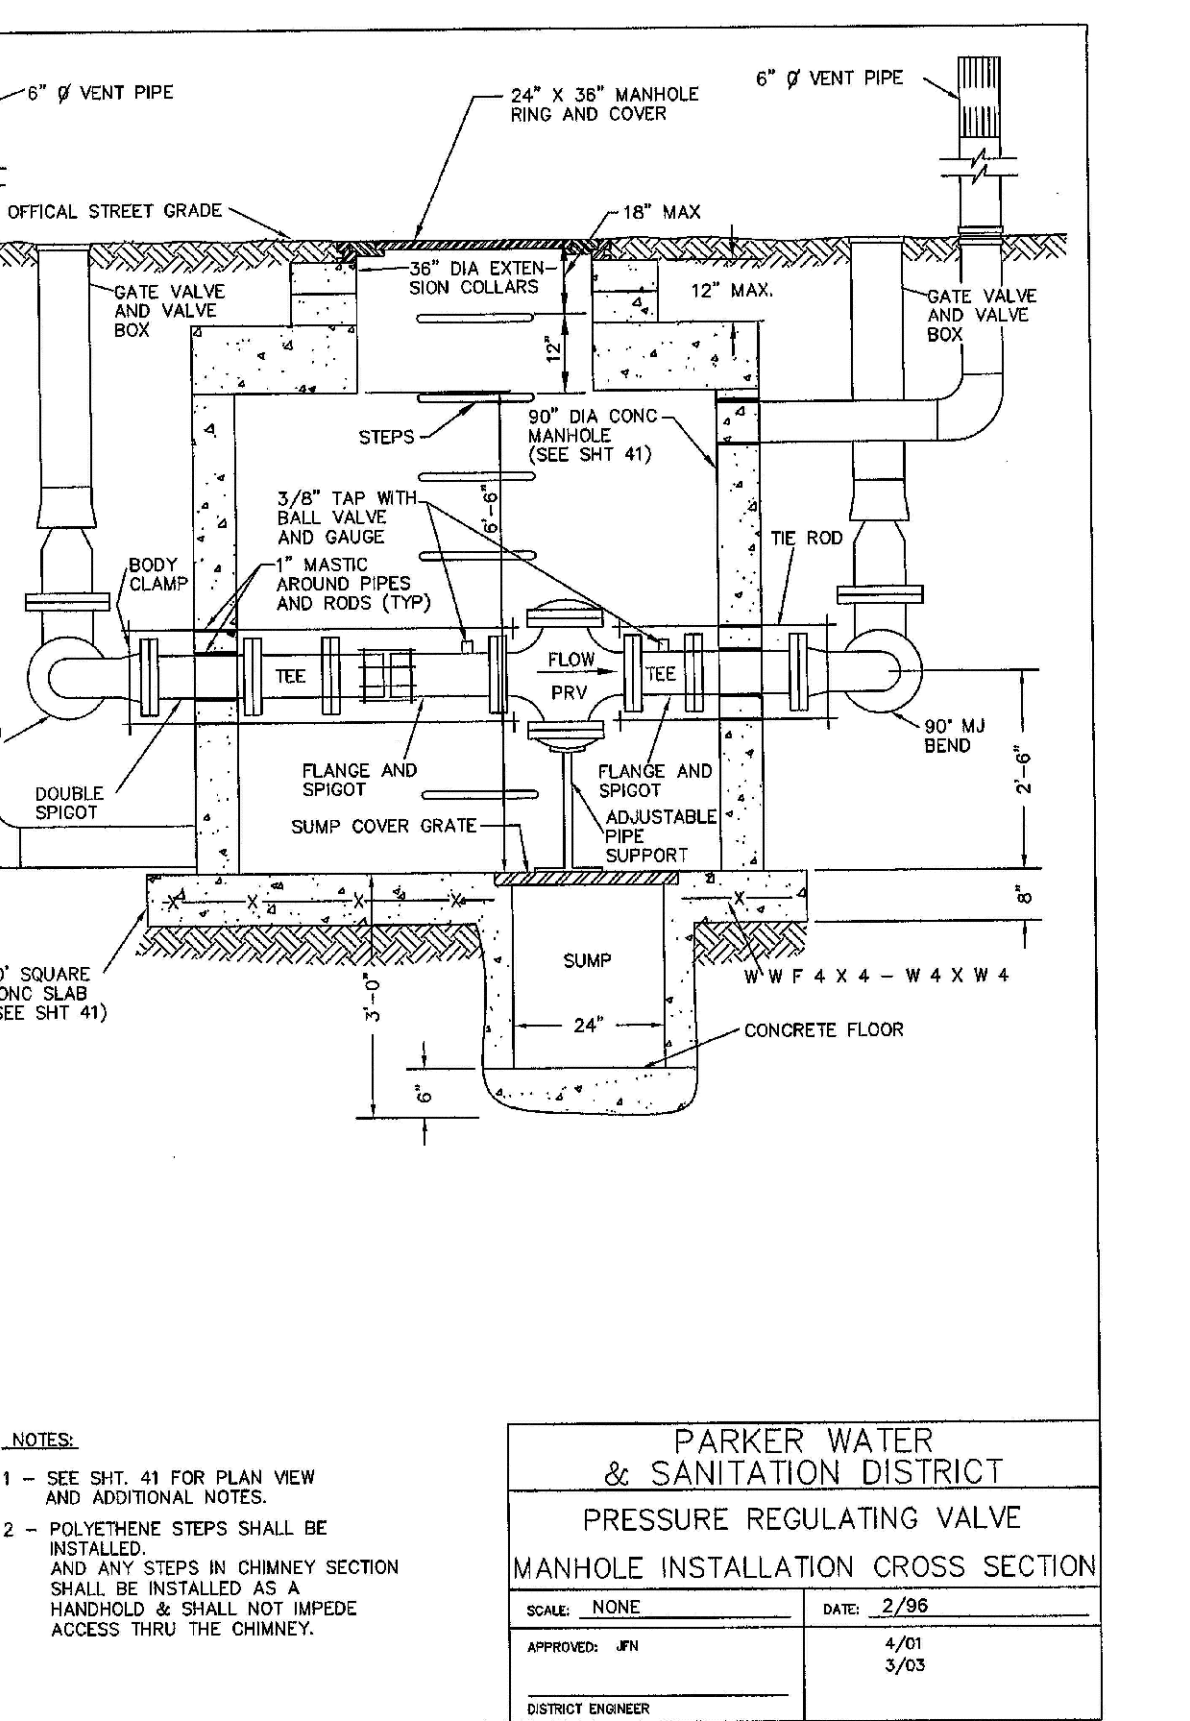 6" Ø VENT PIPE
24" X 36" MANHOLE
RING AND COVER
6" Ø VENT PIPE
OFFICAL STREET GRADE
18" MAX
36" DIA EXTEN-
SION COLLARS
12" MAX.
GATE VALVE
AND VALVE
BOX
GATE VALVE
AND VALVE
BOX
12"
STEPS
90" DIA CONC
MANHOLE
(SEE SHT 41)
6'-6"
3/8" TAP WITH
BALL VALVE
AND GAUGE
TIE ROD
BODY
CLAMP
1" MASTIC
AROUND PIPES
AND RODS (TYP)
TEE
FLOW
PRV
TEE
90° MJ
BEND
2'-6"
FLANGE AND
SPIGOT
FLANGE AND
SPIGOT
DOUBLE
SPIGOT
SUMP COVER GRATE
ADJUSTABLE
PIPE
SUPPORT
8"
SUMP
0' SQUARE
ONC SLAB
SEE SHT 41)
3'-0"
W W F 4 X 4 - W 4 X W 4
24"
CONCRETE FLOOR
6"
NOTES:
1 - SEE SHT. 41 FOR PLAN VIEW
AND ADDITIONAL NOTES.
2 - POLYETHENE STEPS SHALL BE
INSTALLED.
AND ANY STEPS IN CHIMNEY SECTION
SHALL BE INSTALLED AS A
HANDHOLD & SHALL NOT IMPEDE
ACCESS THRU THE CHIMNEY.
PARKER WATER
& SANITATION DISTRICT
PRESSURE REGULATING VALVE
MANHOLE INSTALLATION CROSS SECTION
SCALE: NONE
DATE: 2/96
APPROVED: JFN
4/01
3/03
DISTRICT ENGINEER